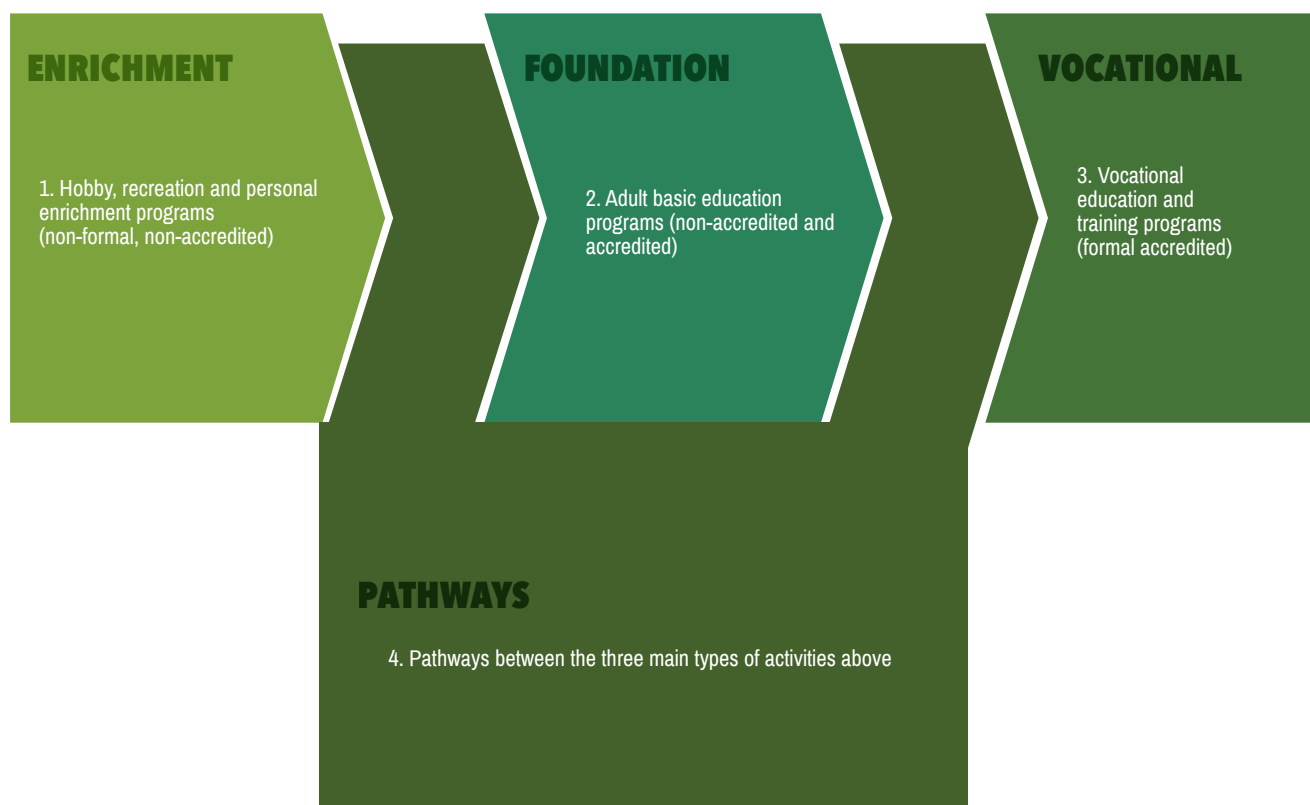 ENRICHMENT
1. Hobby, recreation and personal
enrichment programs
(non-formal, non-accredited)
FOUNDATION
2. Adult basic education
programs (non-accredited and
accredited)
VOCATIONAL
3. Vocational
education and
training programs
(formal accredited)
PATHWAYS
4. Pathways between the three main types of activities above